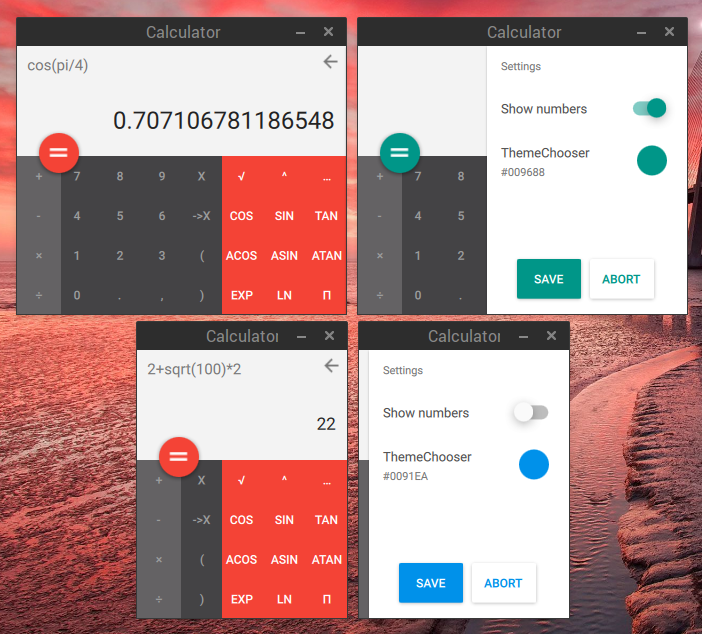 Calculator
cos(pi/4)
0.707106781186548
+ 7 8 9 X √ ^ ...
- 4 5 6 ->X COS SIN TAN
× 1 2 3 ( ACOS ASIN ATAN
÷ 0 . , ) EXP LN Π
Calculator
Settings
Show numbers
ThemeChooser
#009688
SAVE ABORT
+ 7 8
- 4 5
× 1 2
÷ 0 .
Calculator
2+sqrt(100)*2
22
+ X √ ^ ...
- ->X COS SIN TAN
× ( ACOS ASIN ATAN
÷ ) EXP LN Π
Calculator
Settings
Show numbers
ThemeChooser
#0091EA
SAVE ABORT